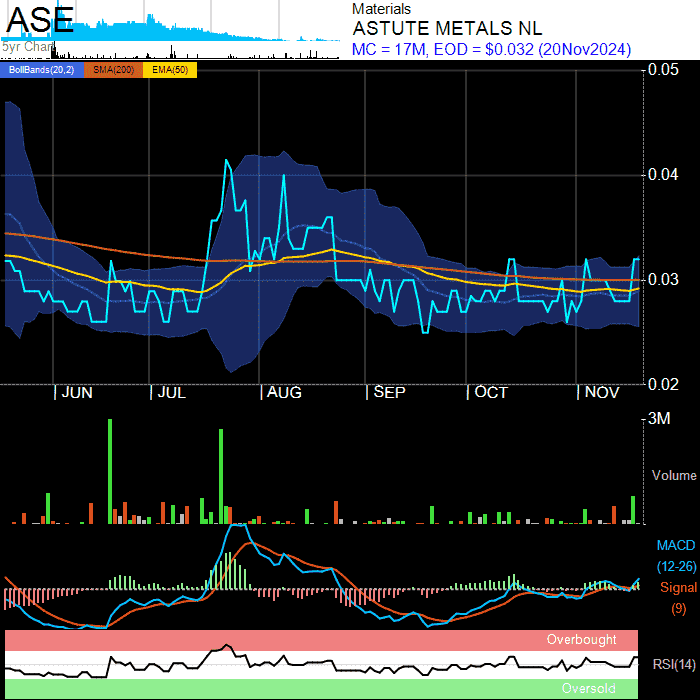 ASE
5yr Chart
Materials
ASTUTE METALS NL
MC = 17M, EOD = $0.032 (20Nov2024)
BollBands(20,2) SMA(200) EMA(50)
0.05
0.04
0.03
0.02
| JUN | JUL | AUG | SEP | OCT | NOV
3M
Volume
MACD
(12-26)
Signal
(9)
Overbought
RSI(14)
Oversold